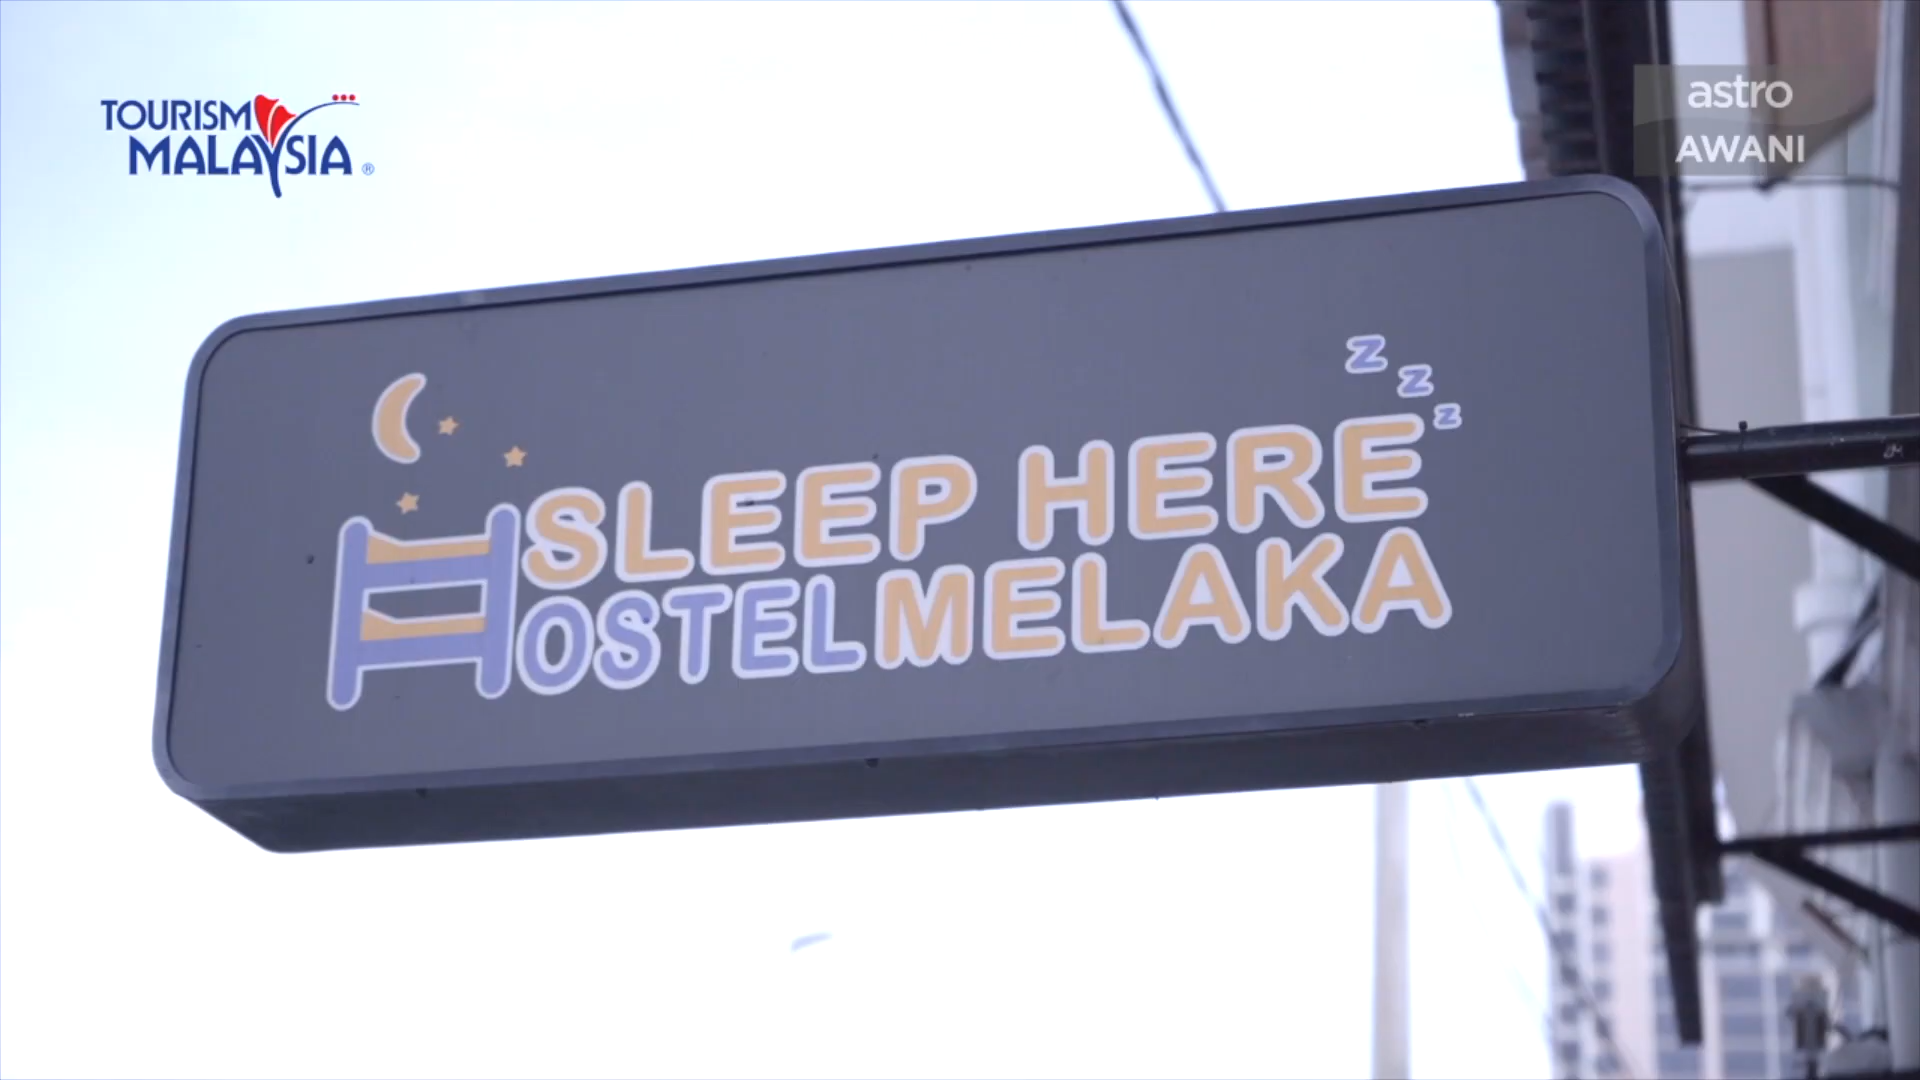 TOURISM
MALAYSIA ®
astro
AWANI
z
z
z
SLEEP HERE
HOSTEL MELAKA